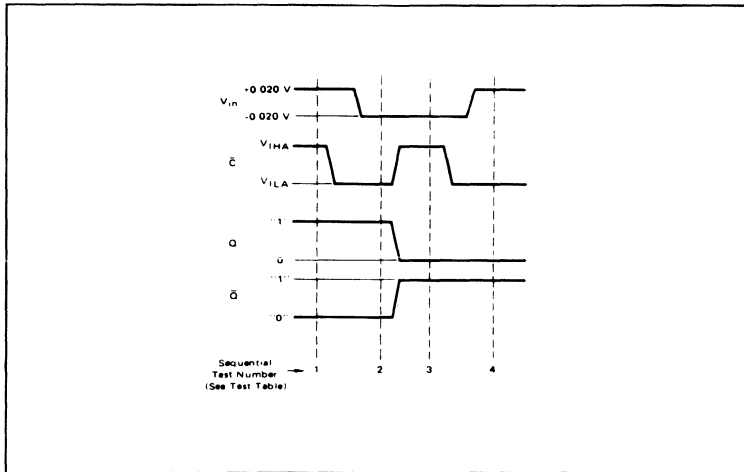 +0 020 V
Vin
-0 020 V
VIHA
C̄
VILA
"1"
Q
"1"
Q̄
"0"
Sequential
Test Number
(See Test Table)
1 2 3 4